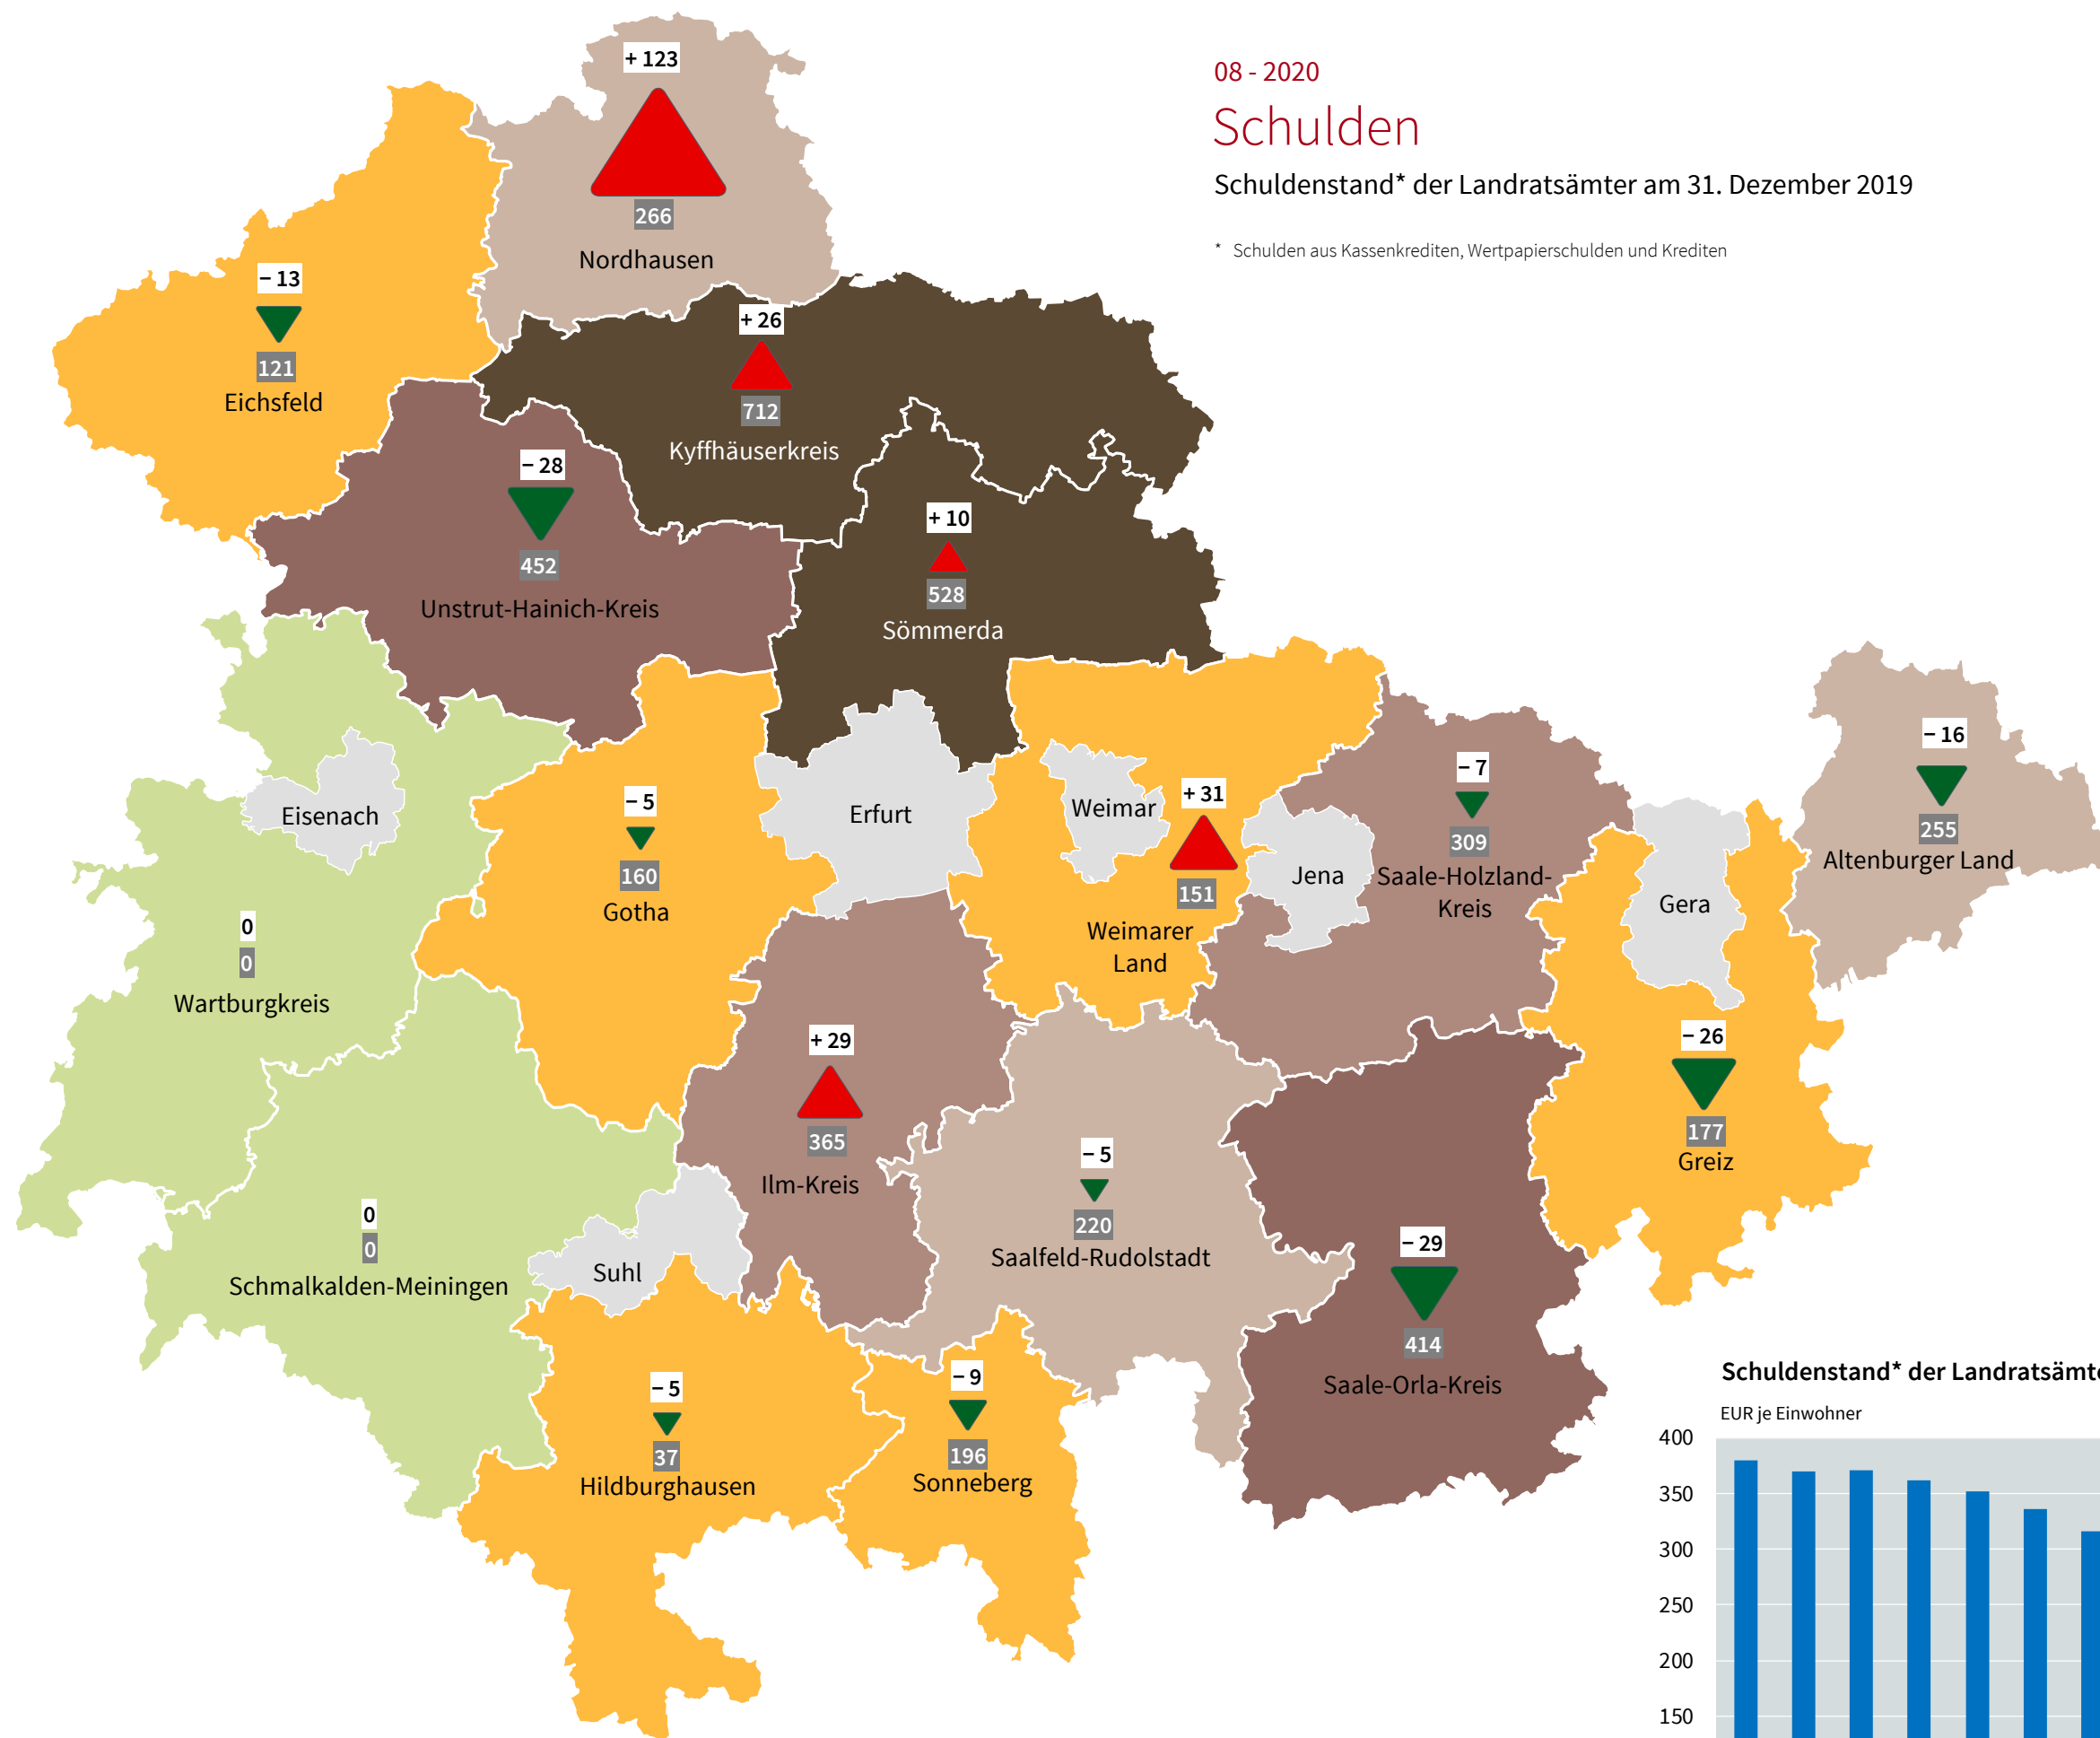 08 - 2020
Schulden
Schuldenstand* der Landratsämter am 31. Dezember 2019
* Schulden aus Kassenkrediten, Wertpapierschulden und Krediten
+ 123
266
Nordhausen
− 13
121
Eichsfeld
+ 26
712
Kyffhäuserkreis
− 28
452
Unstrut-Hainich-Kreis
+ 10
528
Sömmerda
− 16
255
Altenburger Land
− 7
309
Saale-Holzland-
Kreis
+ 31
151
Weimarer
Land
− 5
160
Gotha
Eisenach
Erfurt
Weimar
Jena
Gera
0
0
Wartburgkreis
− 26
177
Greiz
+ 29
365
Ilm-Kreis
− 5
220
Saalfeld-Rudolstadt
0
0
Schmalkalden-Meiningen
Suhl
− 29
414
Saale-Orla-Kreis
− 5
37
Hildburghausen
− 9
196
Sonneberg
Schuldenstand* der Landratsämt
EUR je Einwohner
400
350
300
250
200
150